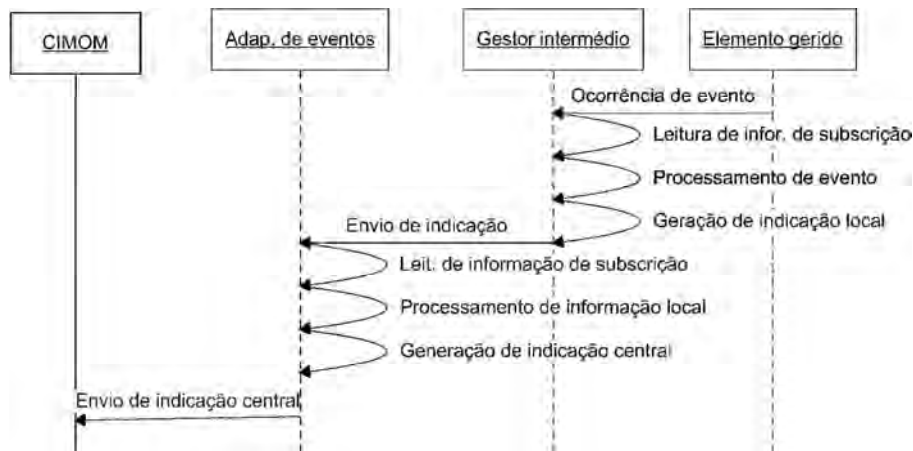 CIMOM
Adap. de eventos
Gestor intermédio
Elemento gerido
Ocorrência de evento
Leitura de infor. de subscrição
Processamento de evento
Geração de indicação local
Envio de indicação
Leit. de informação de subscrição
Processamento de informação local
Generação de indicação central
Envio de indicação central